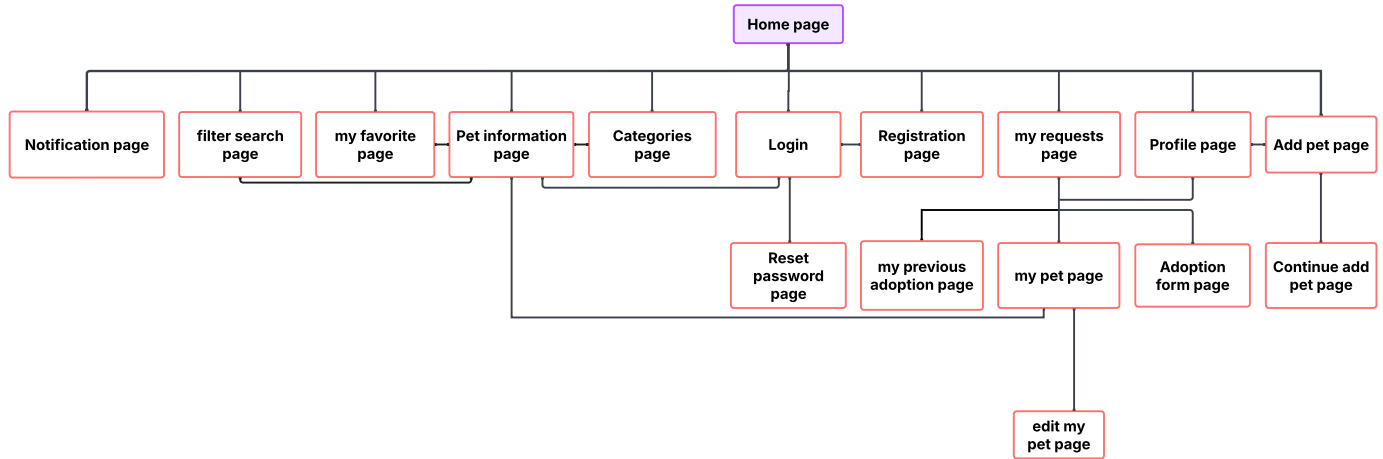 Home page
Notification page
filter search
page
my favorite
page
Pet information
page
Categories
page
Login
Registration
page
my requests
page
Profile page
Add pet page
Reset
password
page
my previous
adoption page
my pet page
Adoption
form page
Continue add
pet page
edit my
pet page